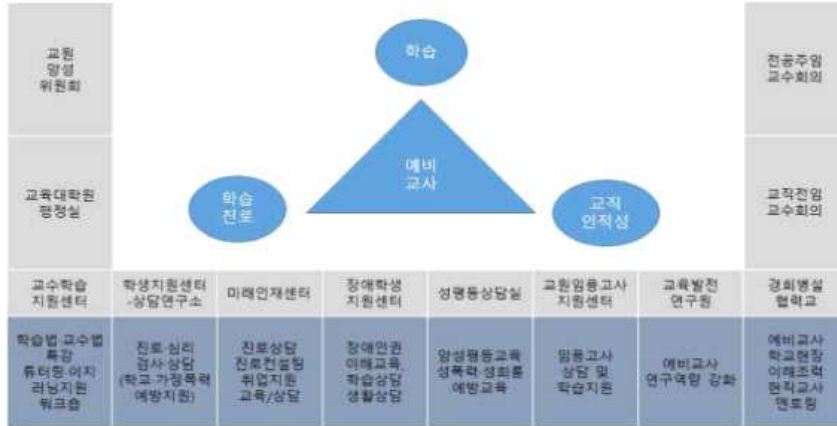 교원
양성
위원회
학습
전공주임
교수회의
예비
교사
교육대학원
행정실
학습
진로
교직
인적성
교직전임
교수회의
교수학습
지원센터
학생지원센터
-상담연구소
미래인재센터
장애학생
지원센터
성평등상담실
교원임용고사
지원센터
교육발전
연구원
경희병설
협력교
학습법·교수법
특강
튜터링·이지
러닝지원
워크숍
진로·심리
검사·상담
(학교·가정폭력
예방지원)
진로상담
진로컨설팅
취업지원
교육/상담
장애인권
이해교육,
학습상담
생활상담
양성평등교육
성폭력·성희롱
예방교육
임용고사
상담 및
학습지원
예비교사
연구역량 강화
예비교사
학교현장
이해조력
현직교사
멘토링